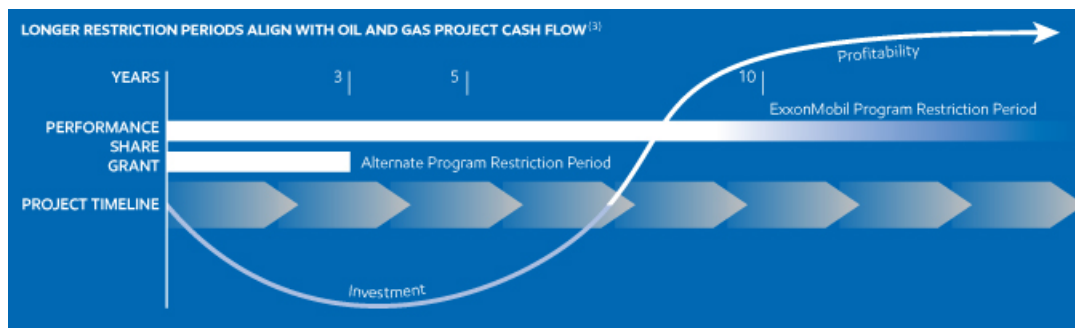 LONGER RESTRICTION PERIODS ALIGN WITH OIL AND GAS PROJECT CASH FLOW(3)
Profitability
YEARS
3
5
10
ExxonMobil Program Restriction Period
PERFORMANCE
SHARE
GRANT
Alternate Program Restriction Period
PROJECT TIMELINE
Investment